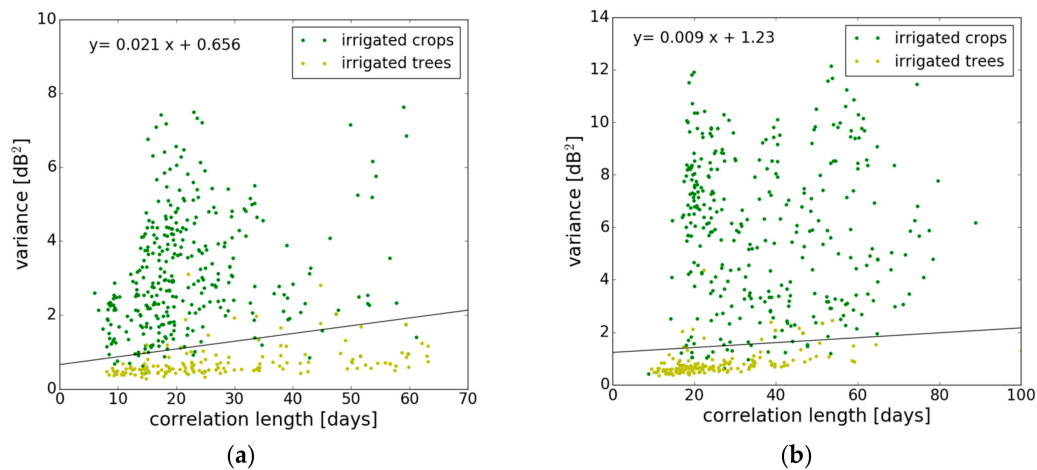 y= 0.021 x + 0.656
irrigated crops
irrigated trees
variance [dB²]
10
8
6
4
2
0
0 10 20 30 40 50 60 70
correlation length [days]
(a)
y= 0.009 x + 1.23
irrigated crops
irrigated trees
variance [dB²]
14
12
10
8
6
4
2
0
0 20 40 60 80 100
correlation length [days]
(b)